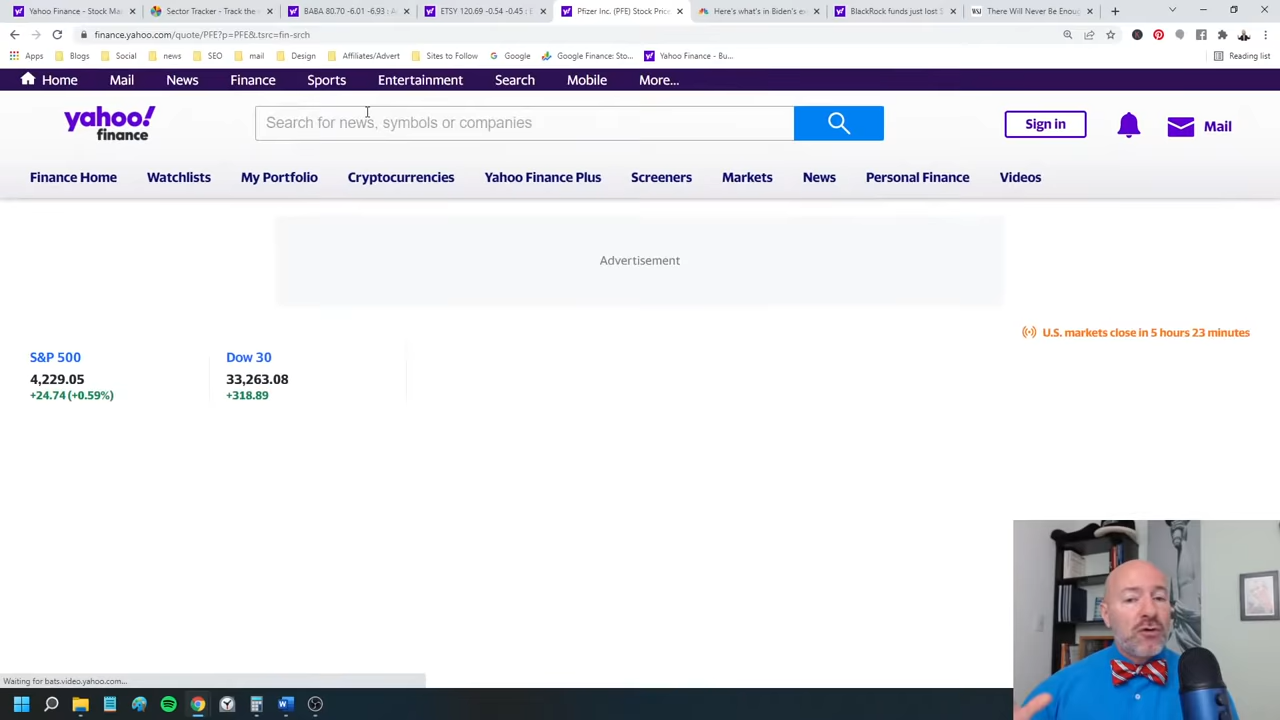 Yahoo Finance - Stock Mar
Sector Tracker - Track the
BABA 80.70 -6.01 -6.93 : A
ETSY 120.69 -0.54 -0.45 : E
Pfizer Inc. (PFE) Stock Price
Here's what's in Biden's ex
BlackRock funds just lost $
There Will Never Be Enoug
finance.yahoo.com/quote/PFE?p=PFE&.tsrc=fin-srch
Apps
Blogs
Social
news
SEO
mail
Design
Affiliates/Advert
Sites to Follow
Google
Google Finance: Sto...
Yahoo Finance - Bu...
Reading list
Home
Mail
News
Finance
Sports
Entertainment
Search
Mobile
More...
yahoo!
finance
Search for news, symbols or companies
Sign in
Mail
Finance Home
Watchlists
My Portfolio
Cryptocurrencies
Yahoo Finance Plus
Screeners
Markets
News
Personal Finance
Videos
Advertisement
U.S. markets close in 5 hours 23 minutes
S&P 500
4,229.05
+24.74 (+0.59%)
Dow 30
33,263.08
+318.89
Waiting for bats.video.yahoo.com...